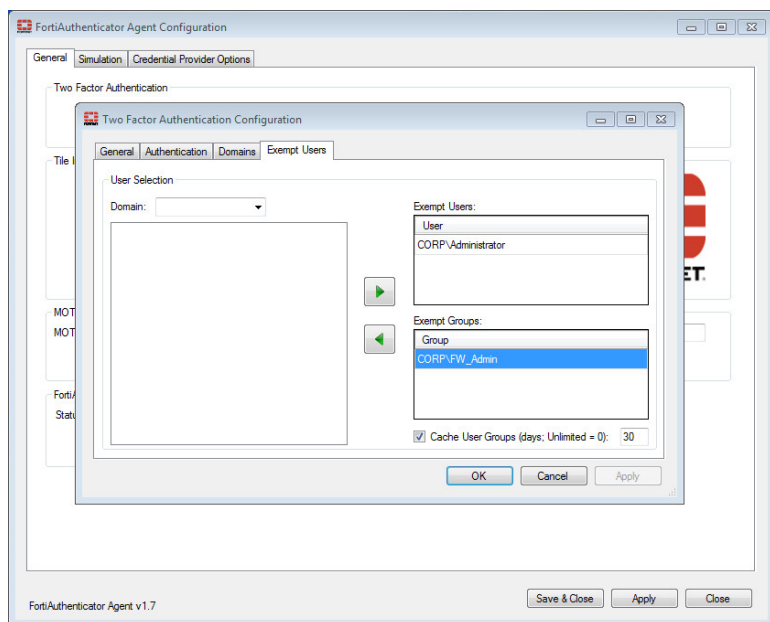 FortiAuthenticator Agent Configuration
General Simulation Credential Provider Options
Two Factor Authentication
Two Factor Authentication Configuration
General Authentication Domains Exempt Users
Tile
User Selection
Domain:
Exempt Users:
User
CORP\Administrator
ET.
Exempt Groups:
Group
CORP\FW_Admin
MOT
MOT
Forti
Stat
Cache User Groups (days; Unlimited = 0): 30
OK Cancel Apply
FortiAuthenticator Agent v1.7
Save & Close Apply Close